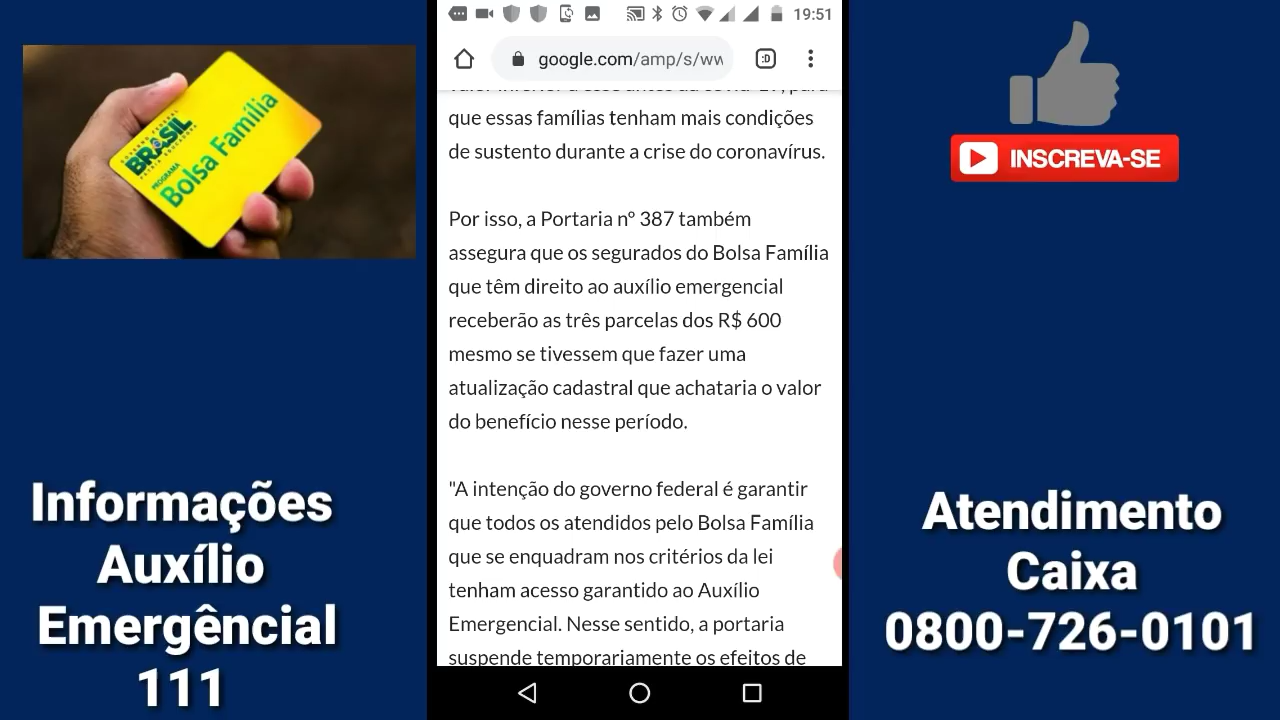 BRASIL
PROGRAMA
Bolsa Família
Informações
Auxílio
Emergêncial
111
19:51
google.com/amp/s/ww
que essas famílias tenham mais condições
de sustento durante a crise do coronavírus.
Por isso, a Portaria nº 387 também
assegura que os segurados do Bolsa Família
que têm direito ao auxílio emergencial
receberão as três parcelas dos R$ 600
mesmo se tivessem que fazer uma
atualização cadastral que achataria o valor
do benefício nesse período.
"A intenção do governo federal é garantir
que todos os atendidos pelo Bolsa Família
que se enquadram nos critérios da lei
tenham acesso garantido ao Auxílio
Emergencial. Nesse sentido, a portaria
suspende temporariamente os efeitos de
INSCREVA-SE
Atendimento
Caixa
0800-726-0101